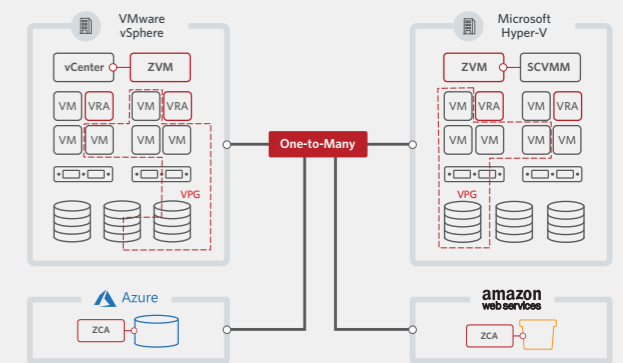 VMware
vSphere
vCenter
ZVM
VM
VRA
VM
VRA
VM
VM
VM
VM
VPG
One-to-Many
Microsoft
Hyper-V
ZVM
SCVMM
VM
VRA
VM
VRA
VM
VM
VM
VM
VPG
Azure
ZCA
amazon
web services
ZCA